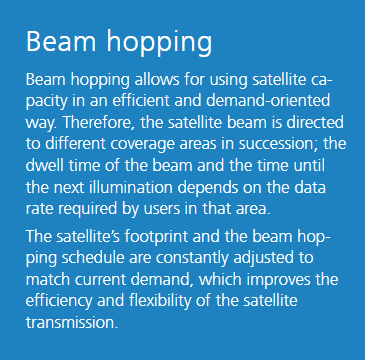 Beam hopping
Beam hopping allows for using satellite ca-
pacity in an efficient and demand-oriented
way. Therefore, the satellite beam is directed
to different coverage areas in succession; the
dwell time of the beam and the time until
the next illumination depends on the data
rate required by users in that area.
The satellite’s footprint and the beam hop-
ping schedule are constantly adjusted to
match current demand, which improves the
efficiency and flexibility of the satellite
transmission.